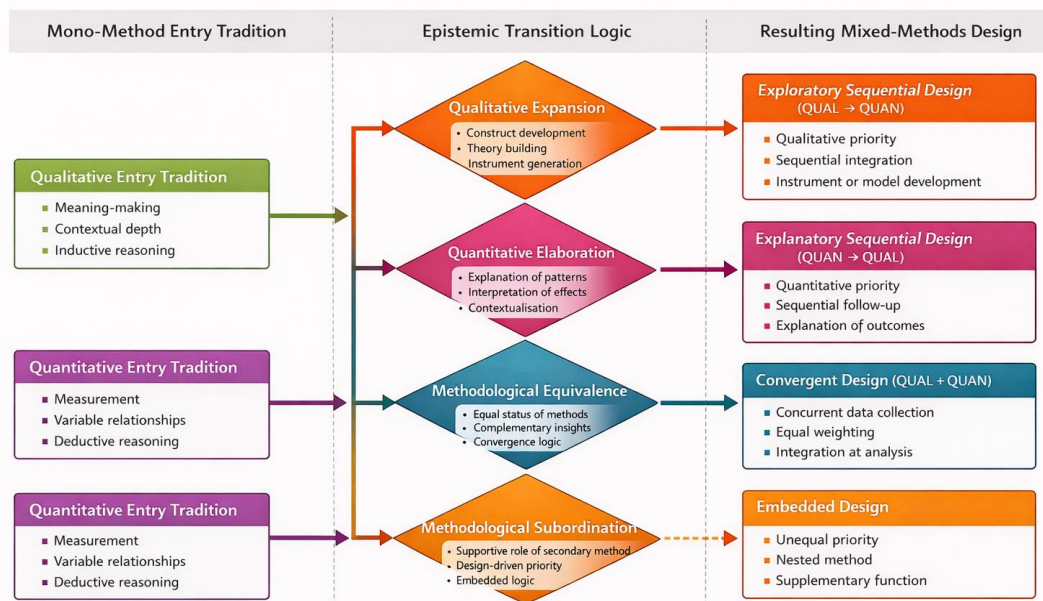 Mono-Method Entry Tradition
Epistemic Transition Logic
Resulting Mixed-Methods Design
Qualitative Entry Tradition
Meaning-making
Contextual depth
Inductive reasoning
Quantitative Entry Tradition
Measurement
Variable relationships
Deductive reasoning
Quantitative Entry Tradition
Measurement
Variable relationships
Deductive reasoning
Qualitative Expansion
• Construct development
• Theory building
Instrument generation
Quantitative Elaboration
• Explanation of patterns
• Interpretation of effects
• Contextualisation
Methodological Equivalence
• Equal status of methods
• Complementary insights
• Convergence logic
Methodological Subordination
• Supportive role of secondary method
• Design-driven priority
• Embedded logic
Exploratory Sequential Design
(QUAL → QUAN)
Qualitative priority
Sequential integration
Instrument or model development
Explanatory Sequential Design
(QUAN → QUAL)
Quantitative priority
Sequential follow-up
Explanation of outcomes
Convergent Design (QUAL + QUAN)
Concurrent data collection
Equal weighting
Integration at analysis
Embedded Design
Unequal priority
Nested method
Supplementary function